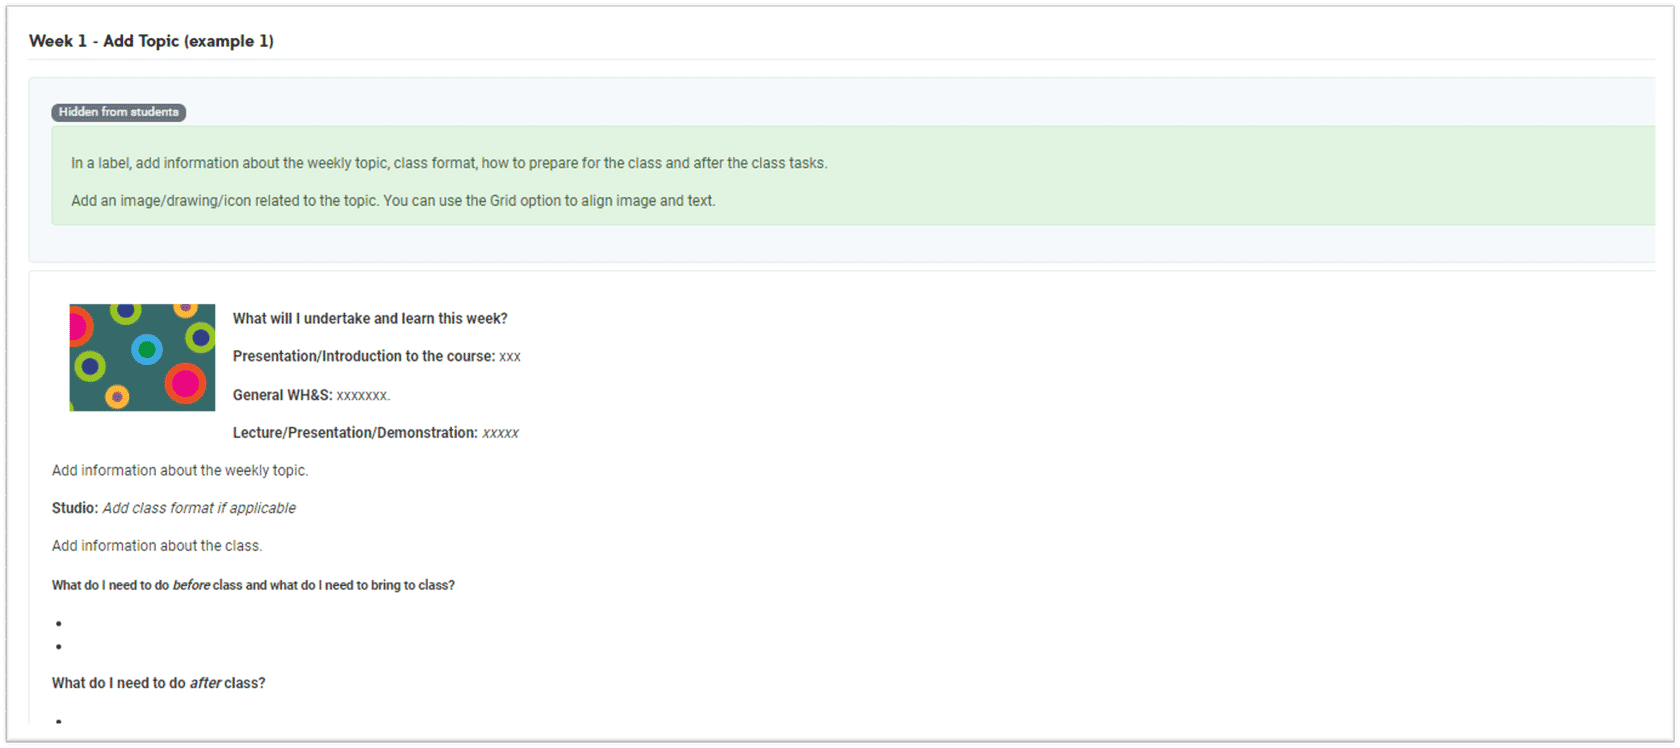 Week 1 - Add Topic (example 1)
Hidden from students
In a label, add information about the weekly topic, class format, how to prepare for the class and after the class tasks.
Add an image/drawing/icon related to the topic. You can use the Grid option to align image and text.
What will I undertake and learn this week?
Presentation/Introduction to the course: xxx
General WH&S: xxxxxxx.
Lecture/Presentation/Demonstration: xxxxx
Add information about the weekly topic.
Studio: Add class format if applicable
Add information about the class.
What do I need to do before class and what do I need to bring to class?
•
•
What do I need to do after class?
•